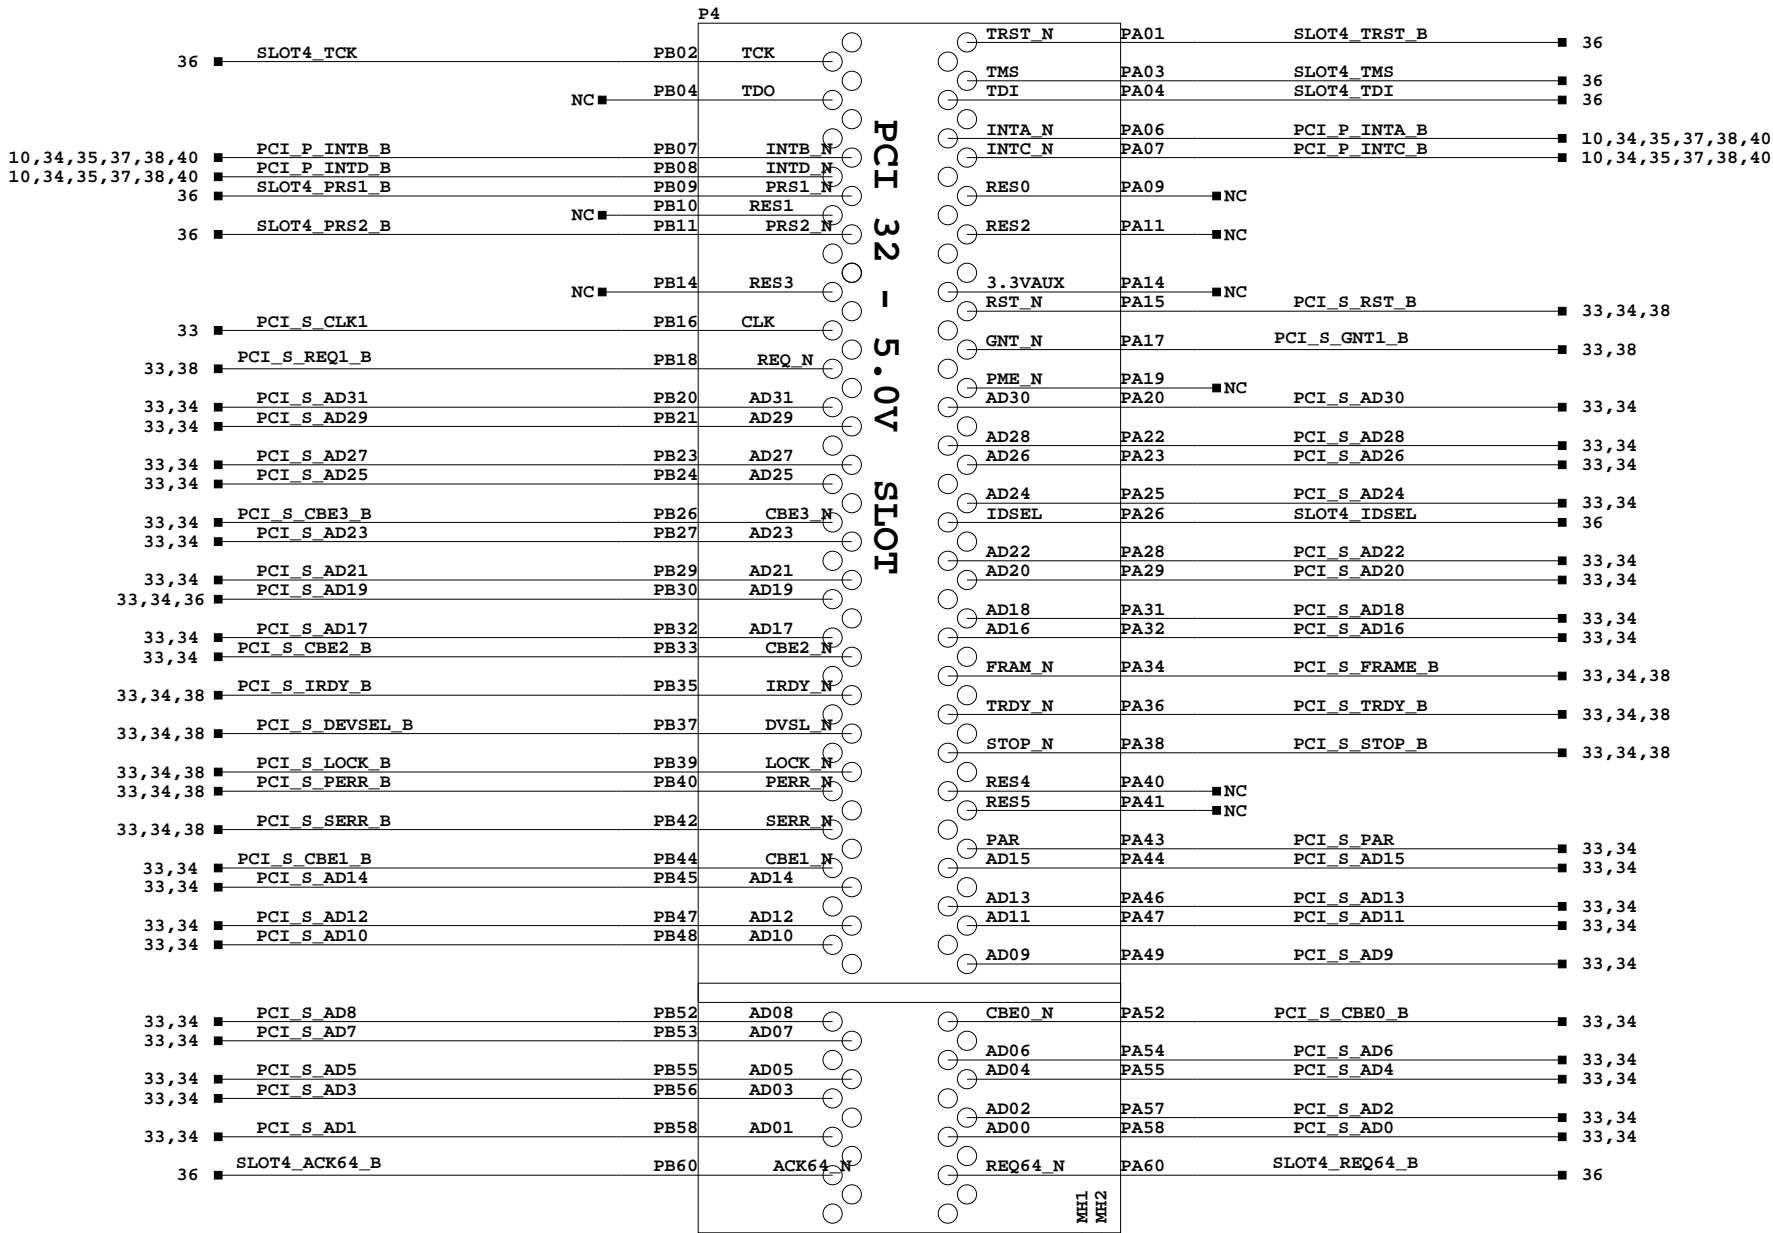 P4
36 SLOT4_TCK PB02 TCK
NC PB04 TDO
10,34,35,37,38,40 PCI_P_INTB_B PB07 INTB_N
10,34,35,37,38,40 PCI_P_INTD_B PB08 INTD_N
36 SLOT4_PRS1_B PB09 PRS1_N
NC PB10 RES1
36 SLOT4_PRS2_B PB11 PRS2_N
NC PB14 RES3
33 PCI_S_CLK1 PB16 CLK
33,38 PCI_S_REQ1_B PB18 REQ_N
33,34 PCI_S_AD31 PB20 AD31
33,34 PCI_S_AD29 PB21 AD29
33,34 PCI_S_AD27 PB23 AD27
33,34 PCI_S_AD25 PB24 AD25
33,34 PCI_S_CBE3_B PB26 CBE3_N
33,34 PCI_S_AD23 PB27 AD23
33,34 PCI_S_AD21 PB29 AD21
33,34,36 PCI_S_AD19 PB30 AD19
33,34 PCI_S_AD17 PB32 AD17
33,34 PCI_S_CBE2_B PB33 CBE2_N
33,34,38 PCI_S_IRDY_B PB35 IRDY_N
33,34,38 PCI_S_DEVSEL_B PB37 DVSL_N
33,34,38 PCI_S_LOCK_B PB39 LOCK_N
33,34,38 PCI_S_PERR_B PB40 PERR_N
33,34,38 PCI_S_SERR_B PB42 SERR_N
33,34 PCI_S_CBE1_B PB44 CBE1_N
33,34 PCI_S_AD14 PB45 AD14
33,34 PCI_S_AD12 PB47 AD12
33,34 PCI_S_AD10 PB48 AD10
33,34 PCI_S_AD8 PB52 AD08
33,34 PCI_S_AD7 PB53 AD07
33,34 PCI_S_AD5 PB55 AD05
33,34 PCI_S_AD3 PB56 AD03
33,34 PCI_S_AD1 PB58 AD01
36 SLOT4_ACK64_B PB60 ACK64_N
PCI 32 - 5.0V SLOT
TRST_N PA01 SLOT4_TRST_B 36
TMS PA03 SLOT4_TMS 36
TDI PA04 SLOT4_TDI 36
INTA_N PA06 PCI_P_INTA_B 10,34,35,37,38,40
INTC_N PA07 PCI_P_INTC_B 10,34,35,37,38,40
RES0 PA09 NC
RES2 PA11 NC
3.3VAUX PA14 NC
RST_N PA15 PCI_S_RST_B 33,34,38
GNT_N PA17 PCI_S_GNT1_B 33,38
PME_N PA19 NC
AD30 PA20 PCI_S_AD30 33,34
AD28 PA22 PCI_S_AD28 33,34
AD26 PA23 PCI_S_AD26 33,34
AD24 PA25 PCI_S_AD24 33,34
IDSEL PA26 SLOT4_IDSEL 36
AD22 PA28 PCI_S_AD22 33,34
AD20 PA29 PCI_S_AD20 33,34
AD18 PA31 PCI_S_AD18 33,34
AD16 PA32 PCI_S_AD16 33,34
FRAM_N PA34 PCI_S_FRAME_B 33,34,38
TRDY_N PA36 PCI_S_TRDY_B 33,34,38
STOP_N PA38 PCI_S_STOP_B 33,34,38
RES4 PA40 NC
RES5 PA41 NC
PAR PA43 PCI_S_PAR 33,34
AD15 PA44 PCI_S_AD15 33,34
AD13 PA46 PCI_S_AD13 33,34
AD11 PA47 PCI_S_AD11 33,34
AD09 PA49 PCI_S_AD9 33,34
CBE0_N PA52 PCI_S_CBE0_B 33,34
AD06 PA54 PCI_S_AD6 33,34
AD04 PA55 PCI_S_AD4 33,34
AD02 PA57 PCI_S_AD2 33,34
AD00 PA58 PCI_S_AD0 33,34
REQ64_N PA60 SLOT4_REQ64_B 36
MH1
MH2